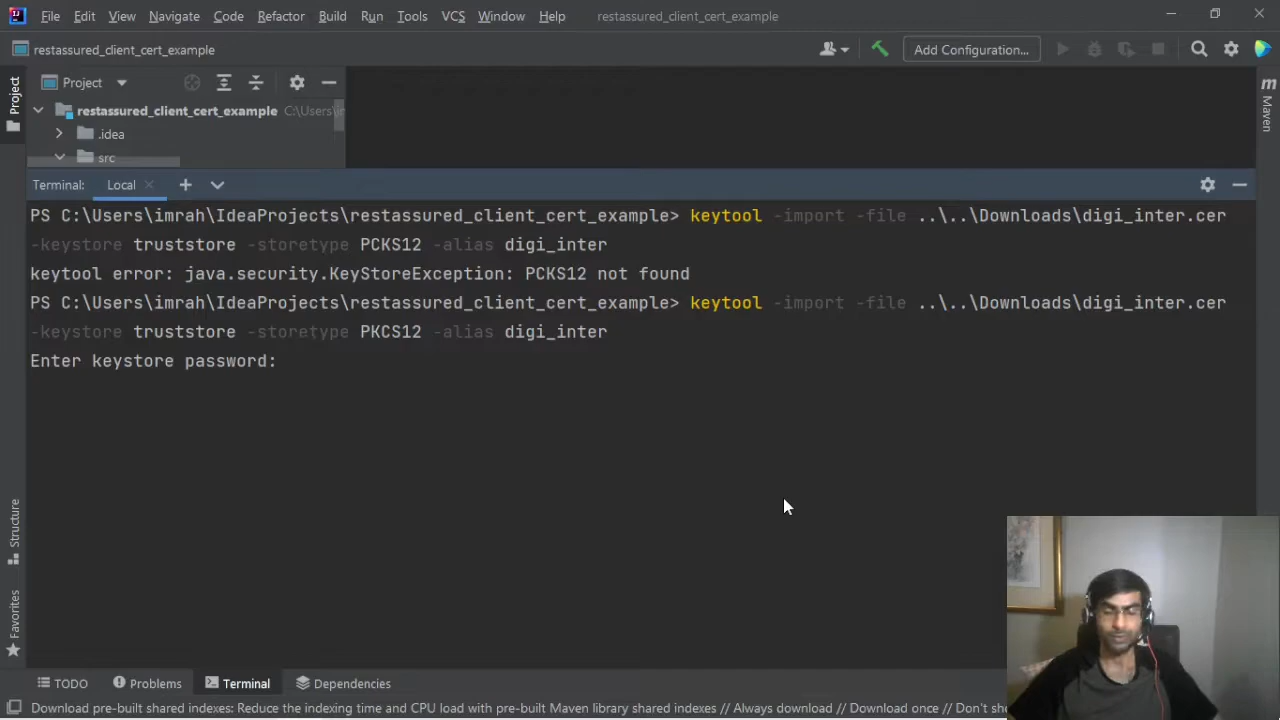 File Edit View Navigate Code Refactor Build Run Tools VCS Window Help restassured_client_cert_example
restassured_client_cert_example Add Configuration...
Project
Project
restassured_client_cert_example C:\Users\
.idea
src
Maven
Terminal: Local
PS C:\Users\imrah\IdeaProjects\restassured_client_cert_example> keytool -import -file ..\..\Downloads\digi_inter.cer
-keystore truststore -storetype PCKS12 -alias digi_inter
keytool error: java.security.KeyStoreException: PCKS12 not found
PS C:\Users\imrah\IdeaProjects\restassured_client_cert_example> keytool -import -file ..\..\Downloads\digi_inter.cer
-keystore truststore -storetype PKCS12 -alias digi_inter
Enter keystore password:
Structure
Favorites
TODO Problems Terminal Dependencies
Download pre-built shared indexes: Reduce the indexing time and CPU load with pre-built Maven library shared indexes // Always download // Download once // Don't